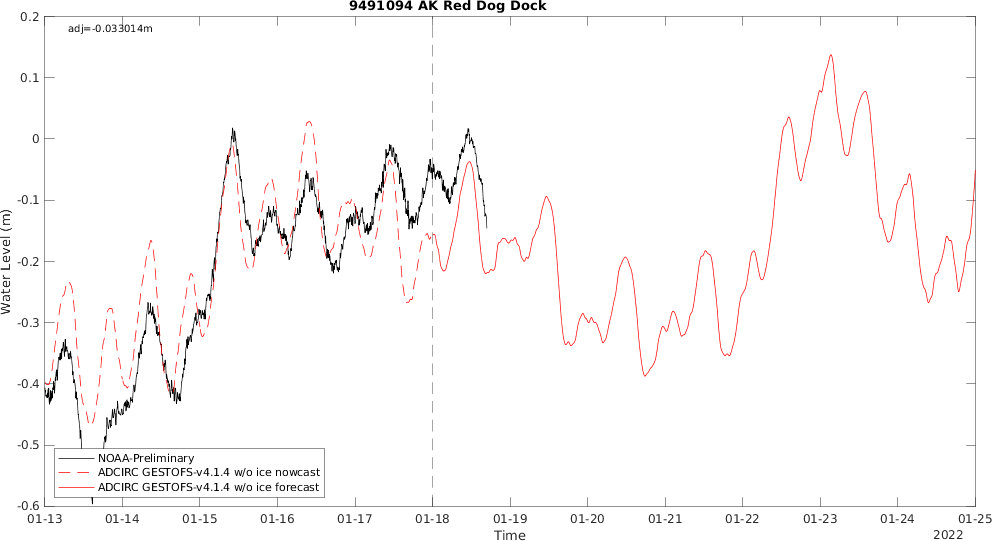 9491094 AK Red Dog Dock
adj=-0.033014m
0.2
0.1
0
-0.1
-0.2
-0.3
-0.4
-0.5
-0.6
Water Level (m)
NOAA-Preliminary
ADCIRC GESTOFS-v4.1.4 w/o ice nowcast
ADCIRC GESTOFS-v4.1.4 w/o ice forecast
01-13 01-14 01-15 01-16 01-17 01-18 01-19 01-20 01-21 01-22 01-23 01-24 01-25
Time
2022